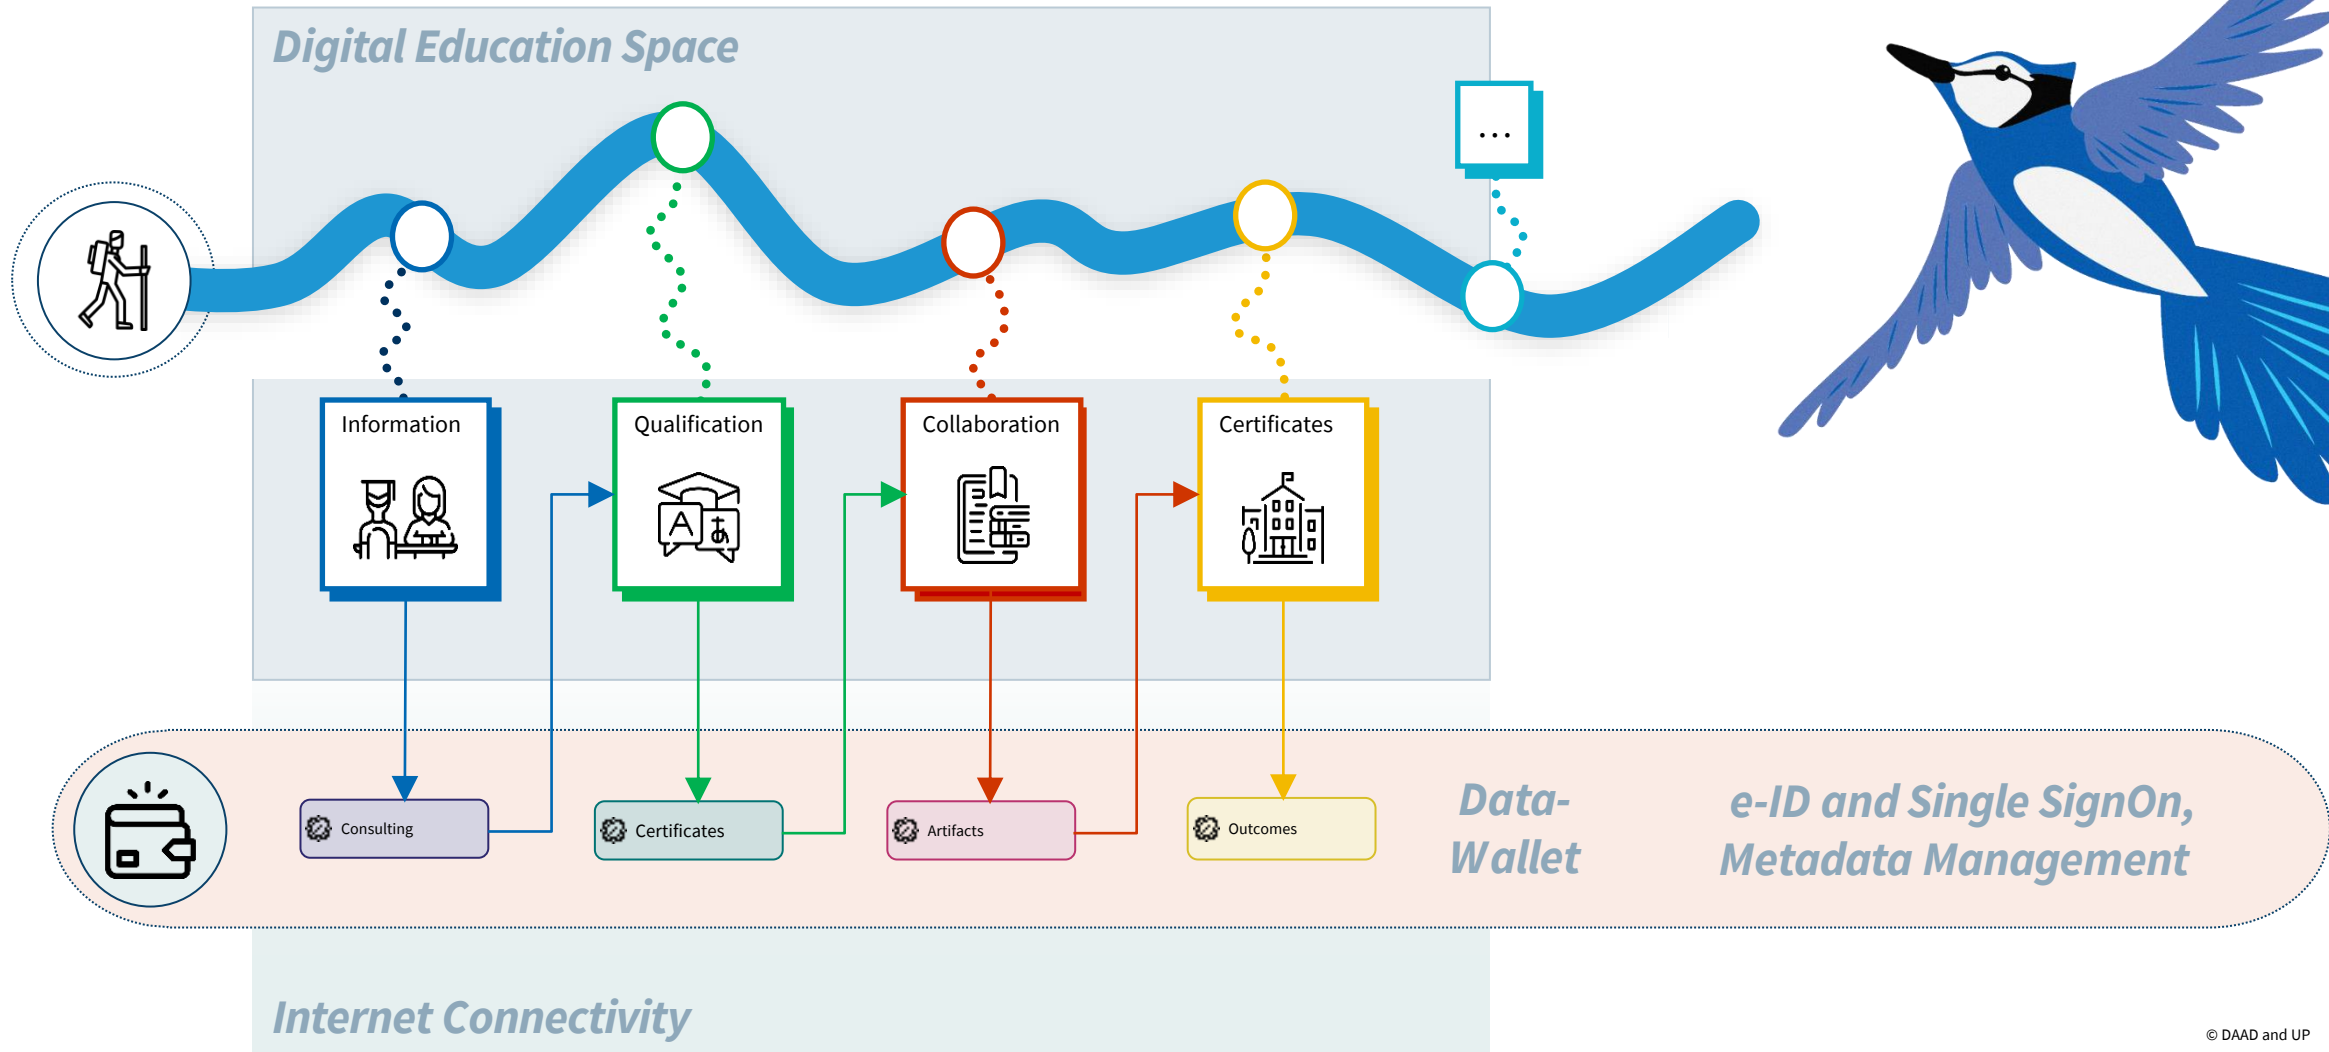 Digital Education Space
...
Information
Qualification
Collaboration
Certificates
A あ
Consulting
Certificates
Artifacts
Outcomes
Data-
Wallet
e-ID and Single SignOn,
Metadata Management
Internet Connectivity
© DAAD and UP